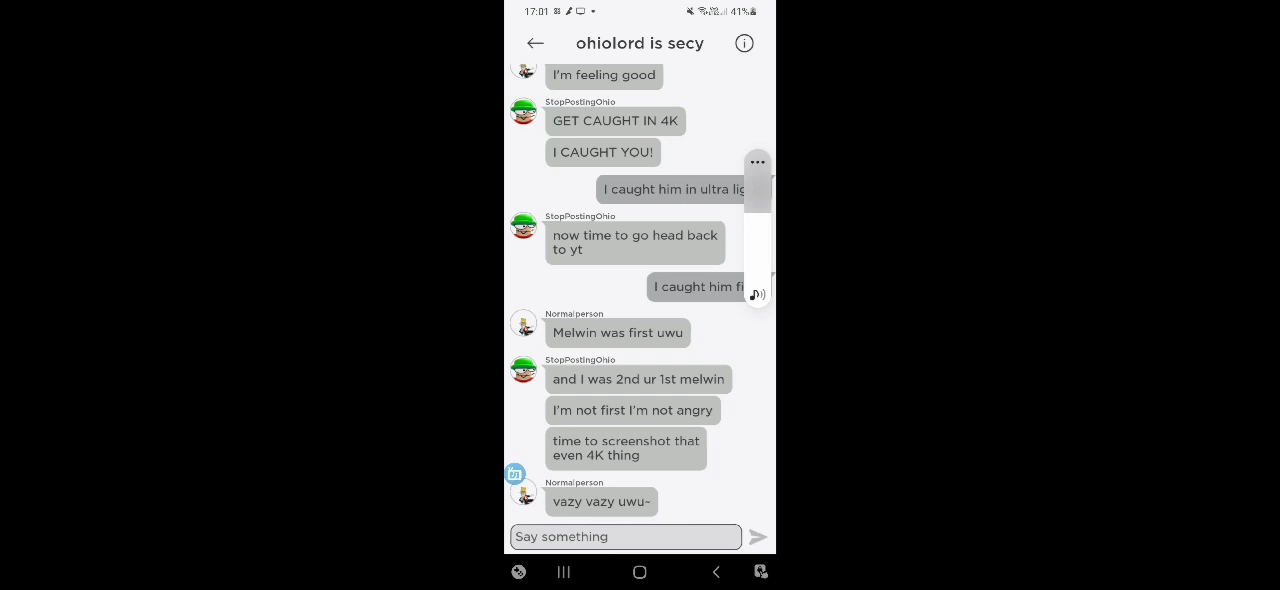 17:01
41%
ohiolord is secy
I'm feeling good
StopPostingOhio
GET CAUGHT IN 4K
I CAUGHT YOU!
I caught him in ultra lig
StopPostingOhio
now time to go head back
to yt
I caught him fi
Normalperson
Melwin was first uwu
StopPostingOhio
and I was 2nd ur 1st melwin
I'm not first I'm not angry
time to screenshot that
even 4K thing
Normalperson
vazy vazy uwu~
Say something